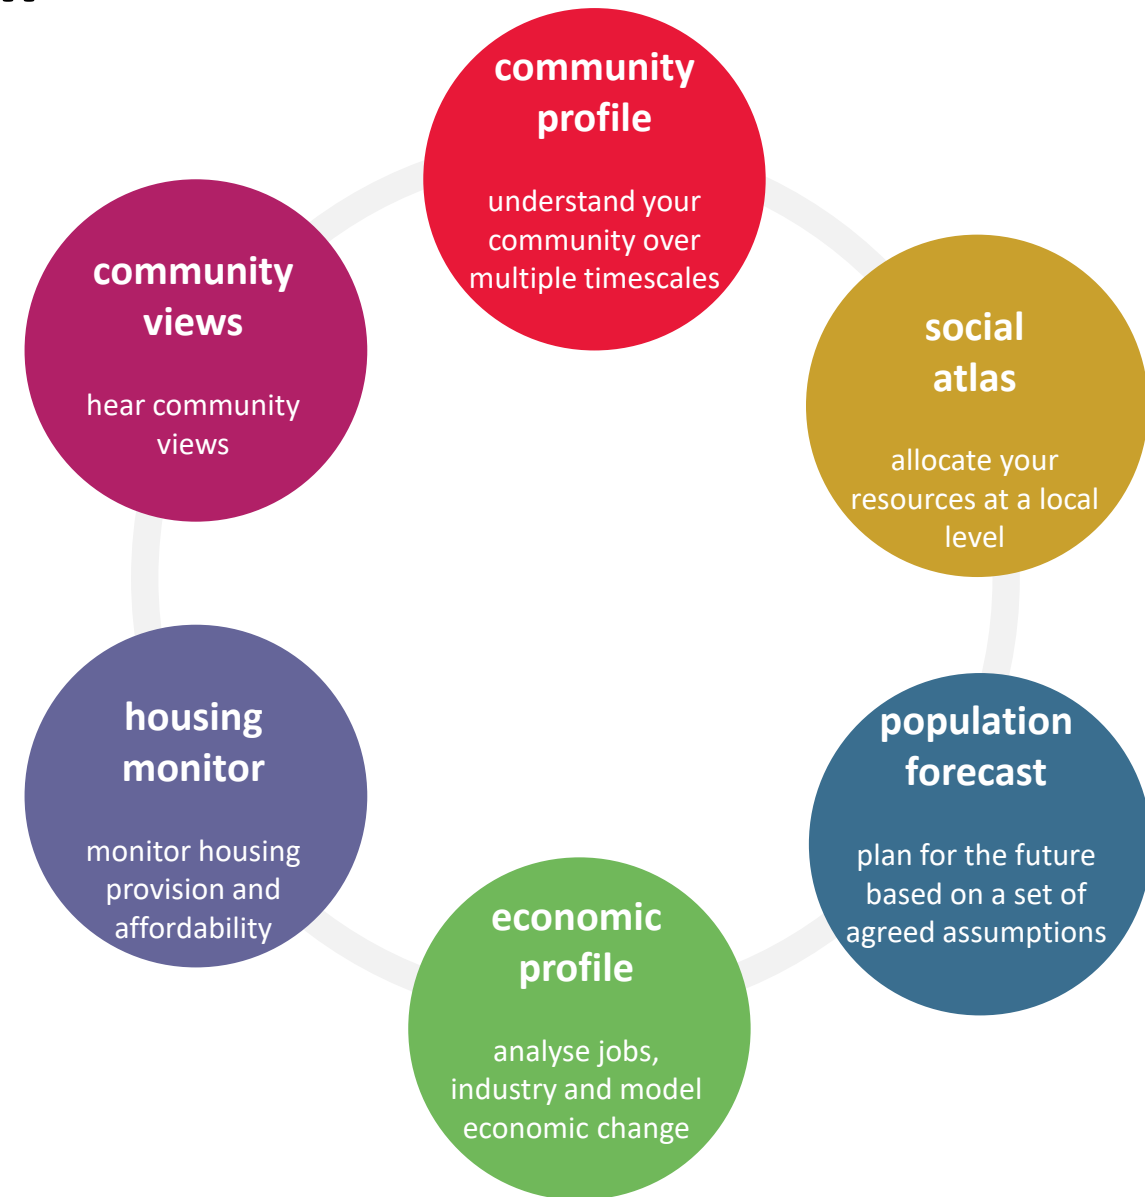 community
profile
understand your
community over
multiple timescales
social
atlas
allocate your
resources at a local
level
population
forecast
plan for the future
based on a set of
agreed assumptions
economic
profile
analyse jobs,
industry and model
economic change
housing
monitor
monitor housing
provision and
affordability
community
views
hear community
views